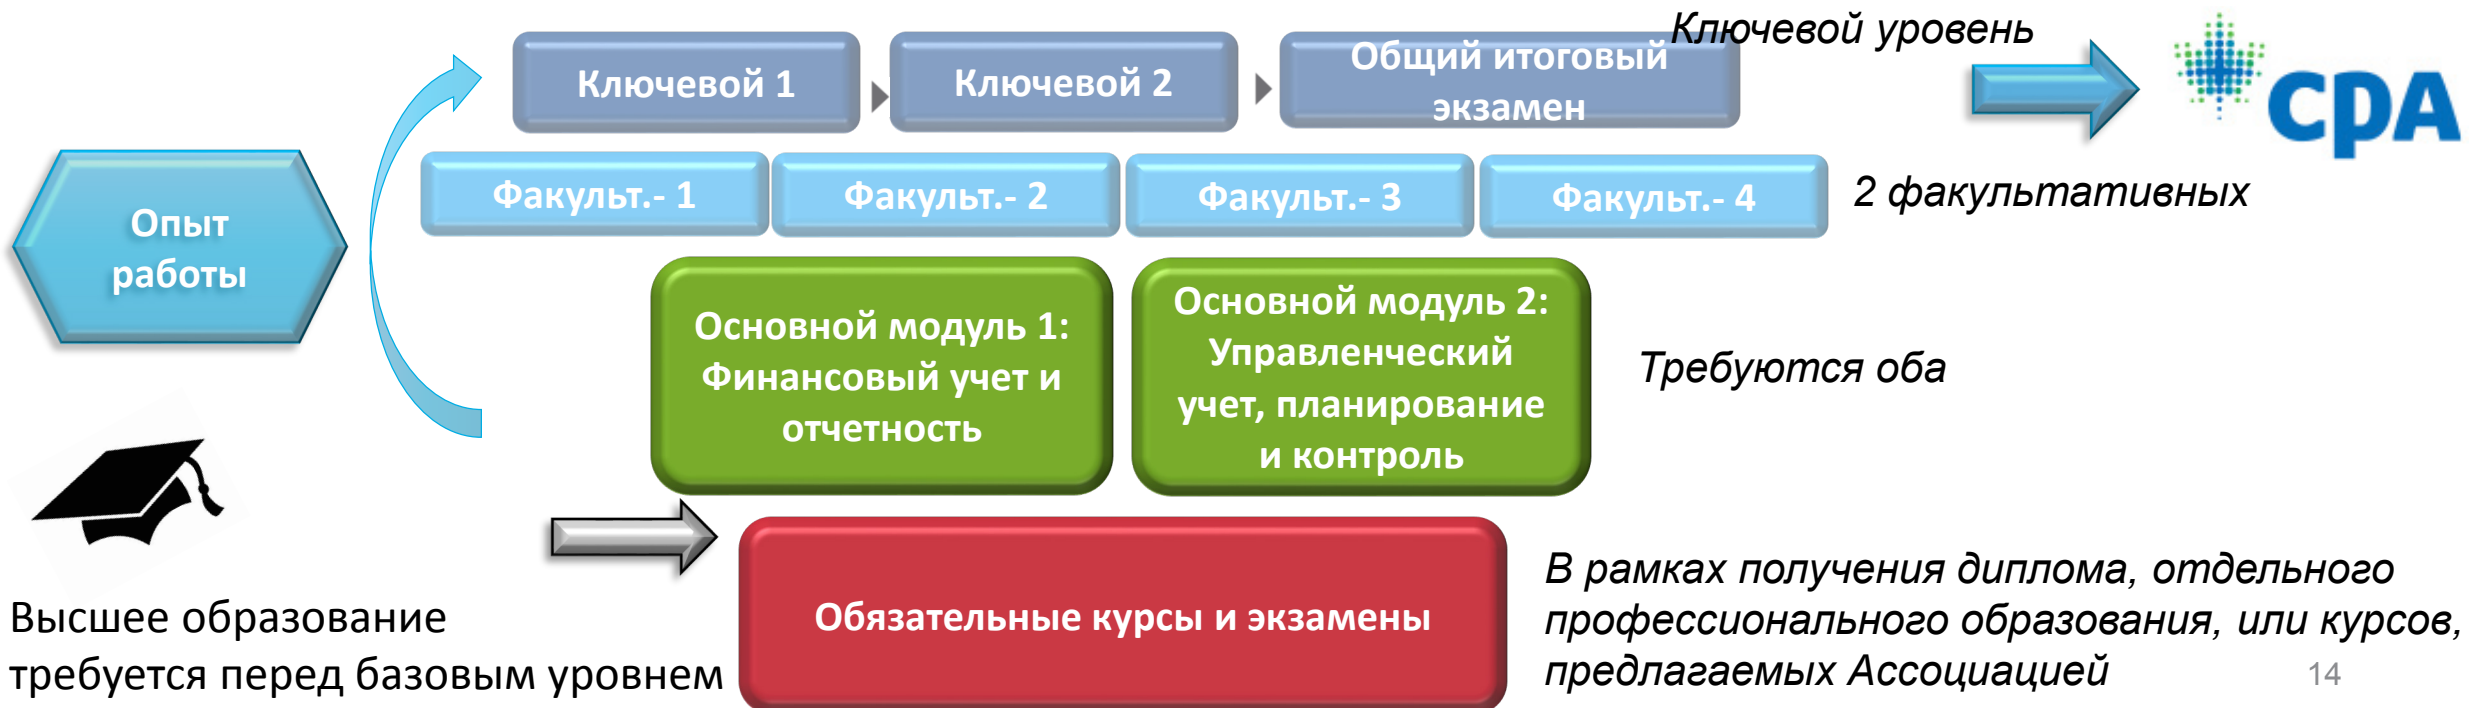 Ключевой уровень
Ключевой 1
Ключевой 2
Общий итоговый
экзамен
cpA
Факульт.- 1
Факульт.- 2
Факульт.- 3
Факульт.- 4
2 факультативных
Опыт
работы
Основной модуль 1:
Финансовый учет и
отчетность
Основной модуль 2:
Управленческий
учет, планирование
и контроль
Требуются оба
Высшее образование
требуется перед базовым уровнем
Обязательные курсы и экзамены
В рамках получения диплома, отдельного
профессионального образования, или курсов,
предлагаемых Ассоциацией
14